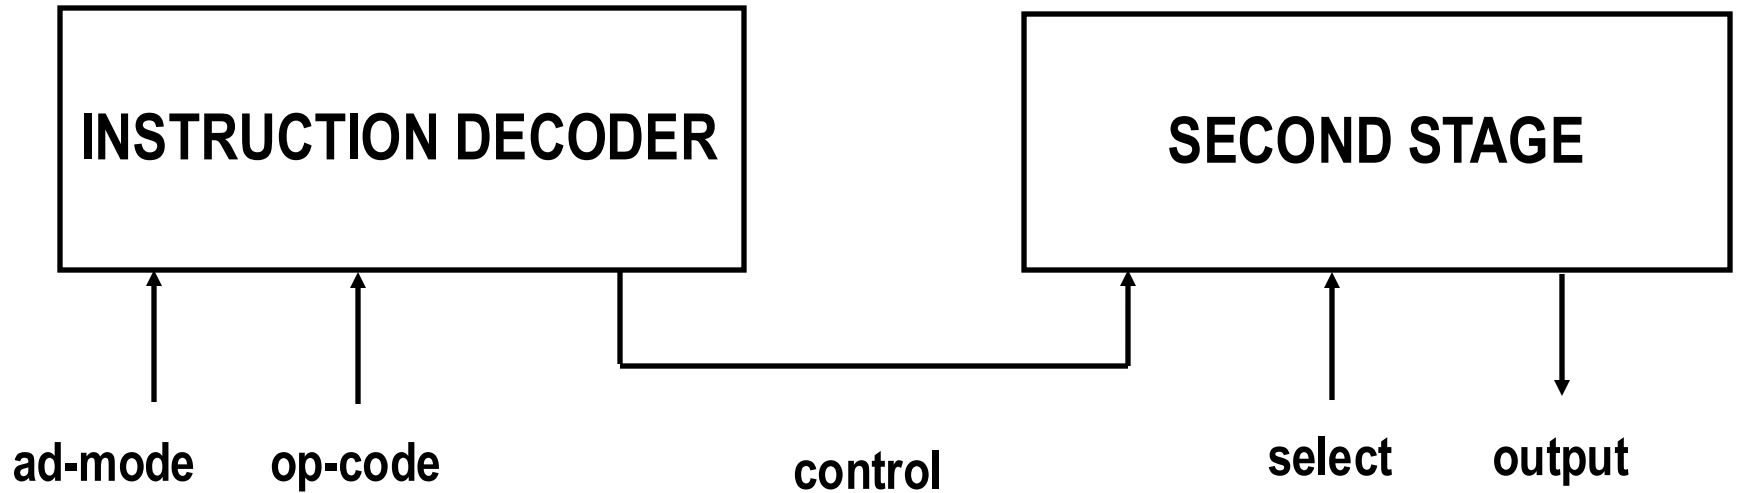 INSTRUCTION DECODER
SECOND STAGE
ad-mode
op-code
control
select
output